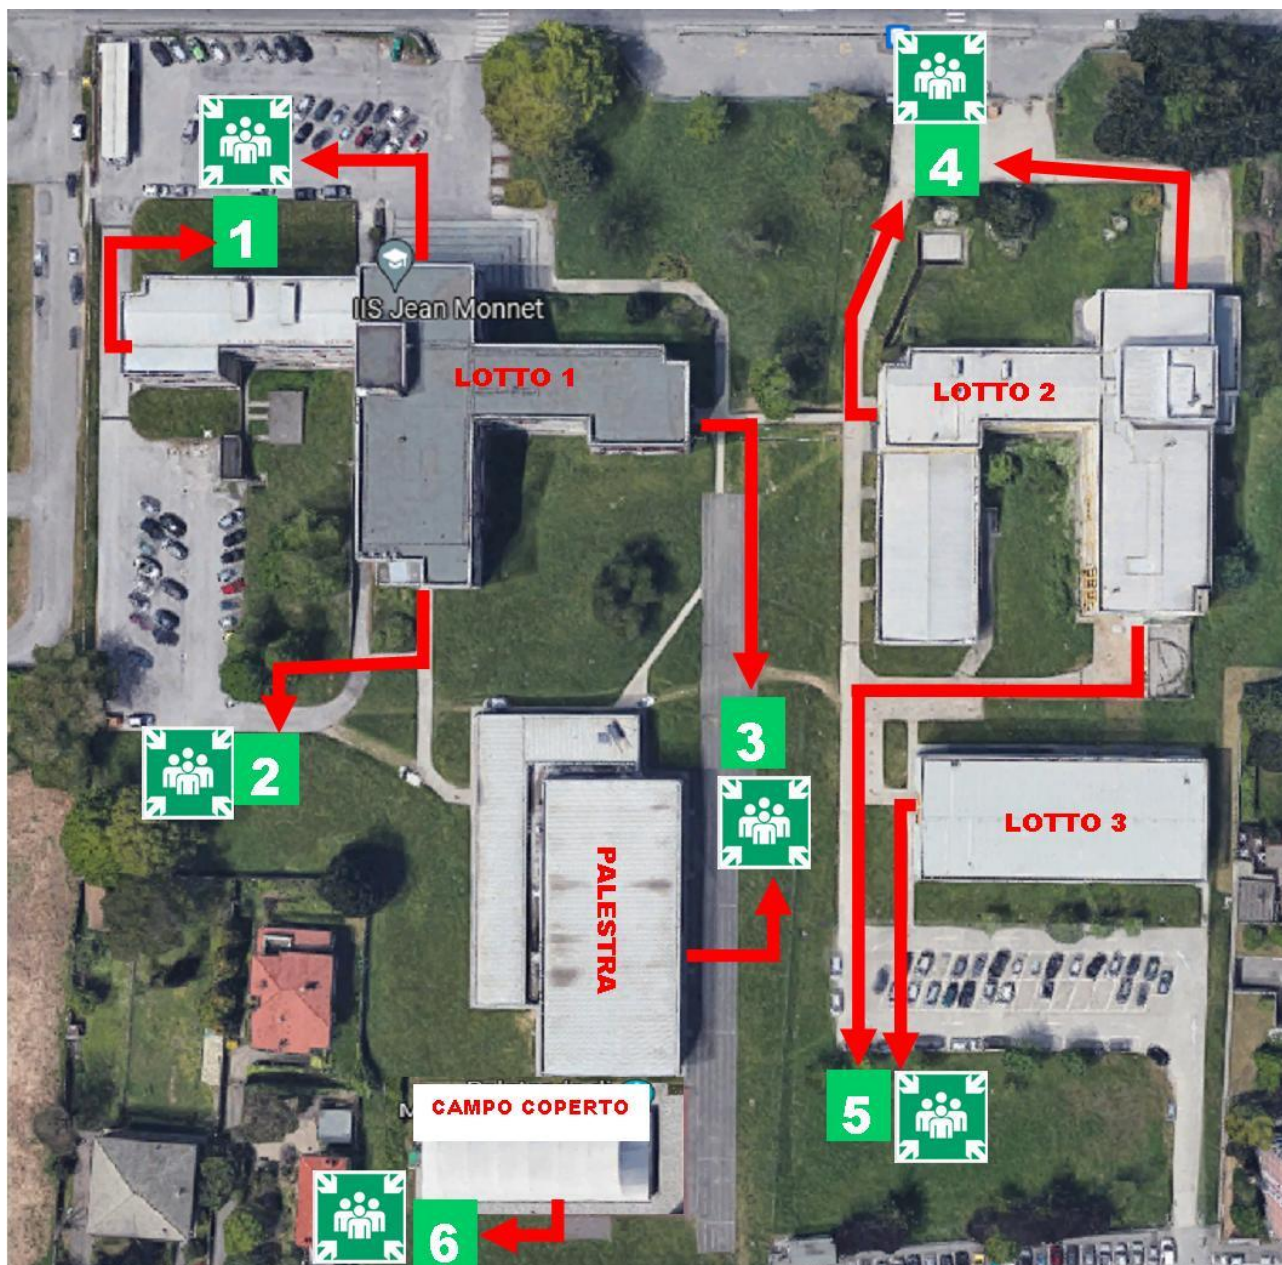 4
1
IIS Jean Monnet
LOTTO 1
LOTTO 2
3
2
LOTTO 3
PALESTRA
CAMPO COPERTO
5
6